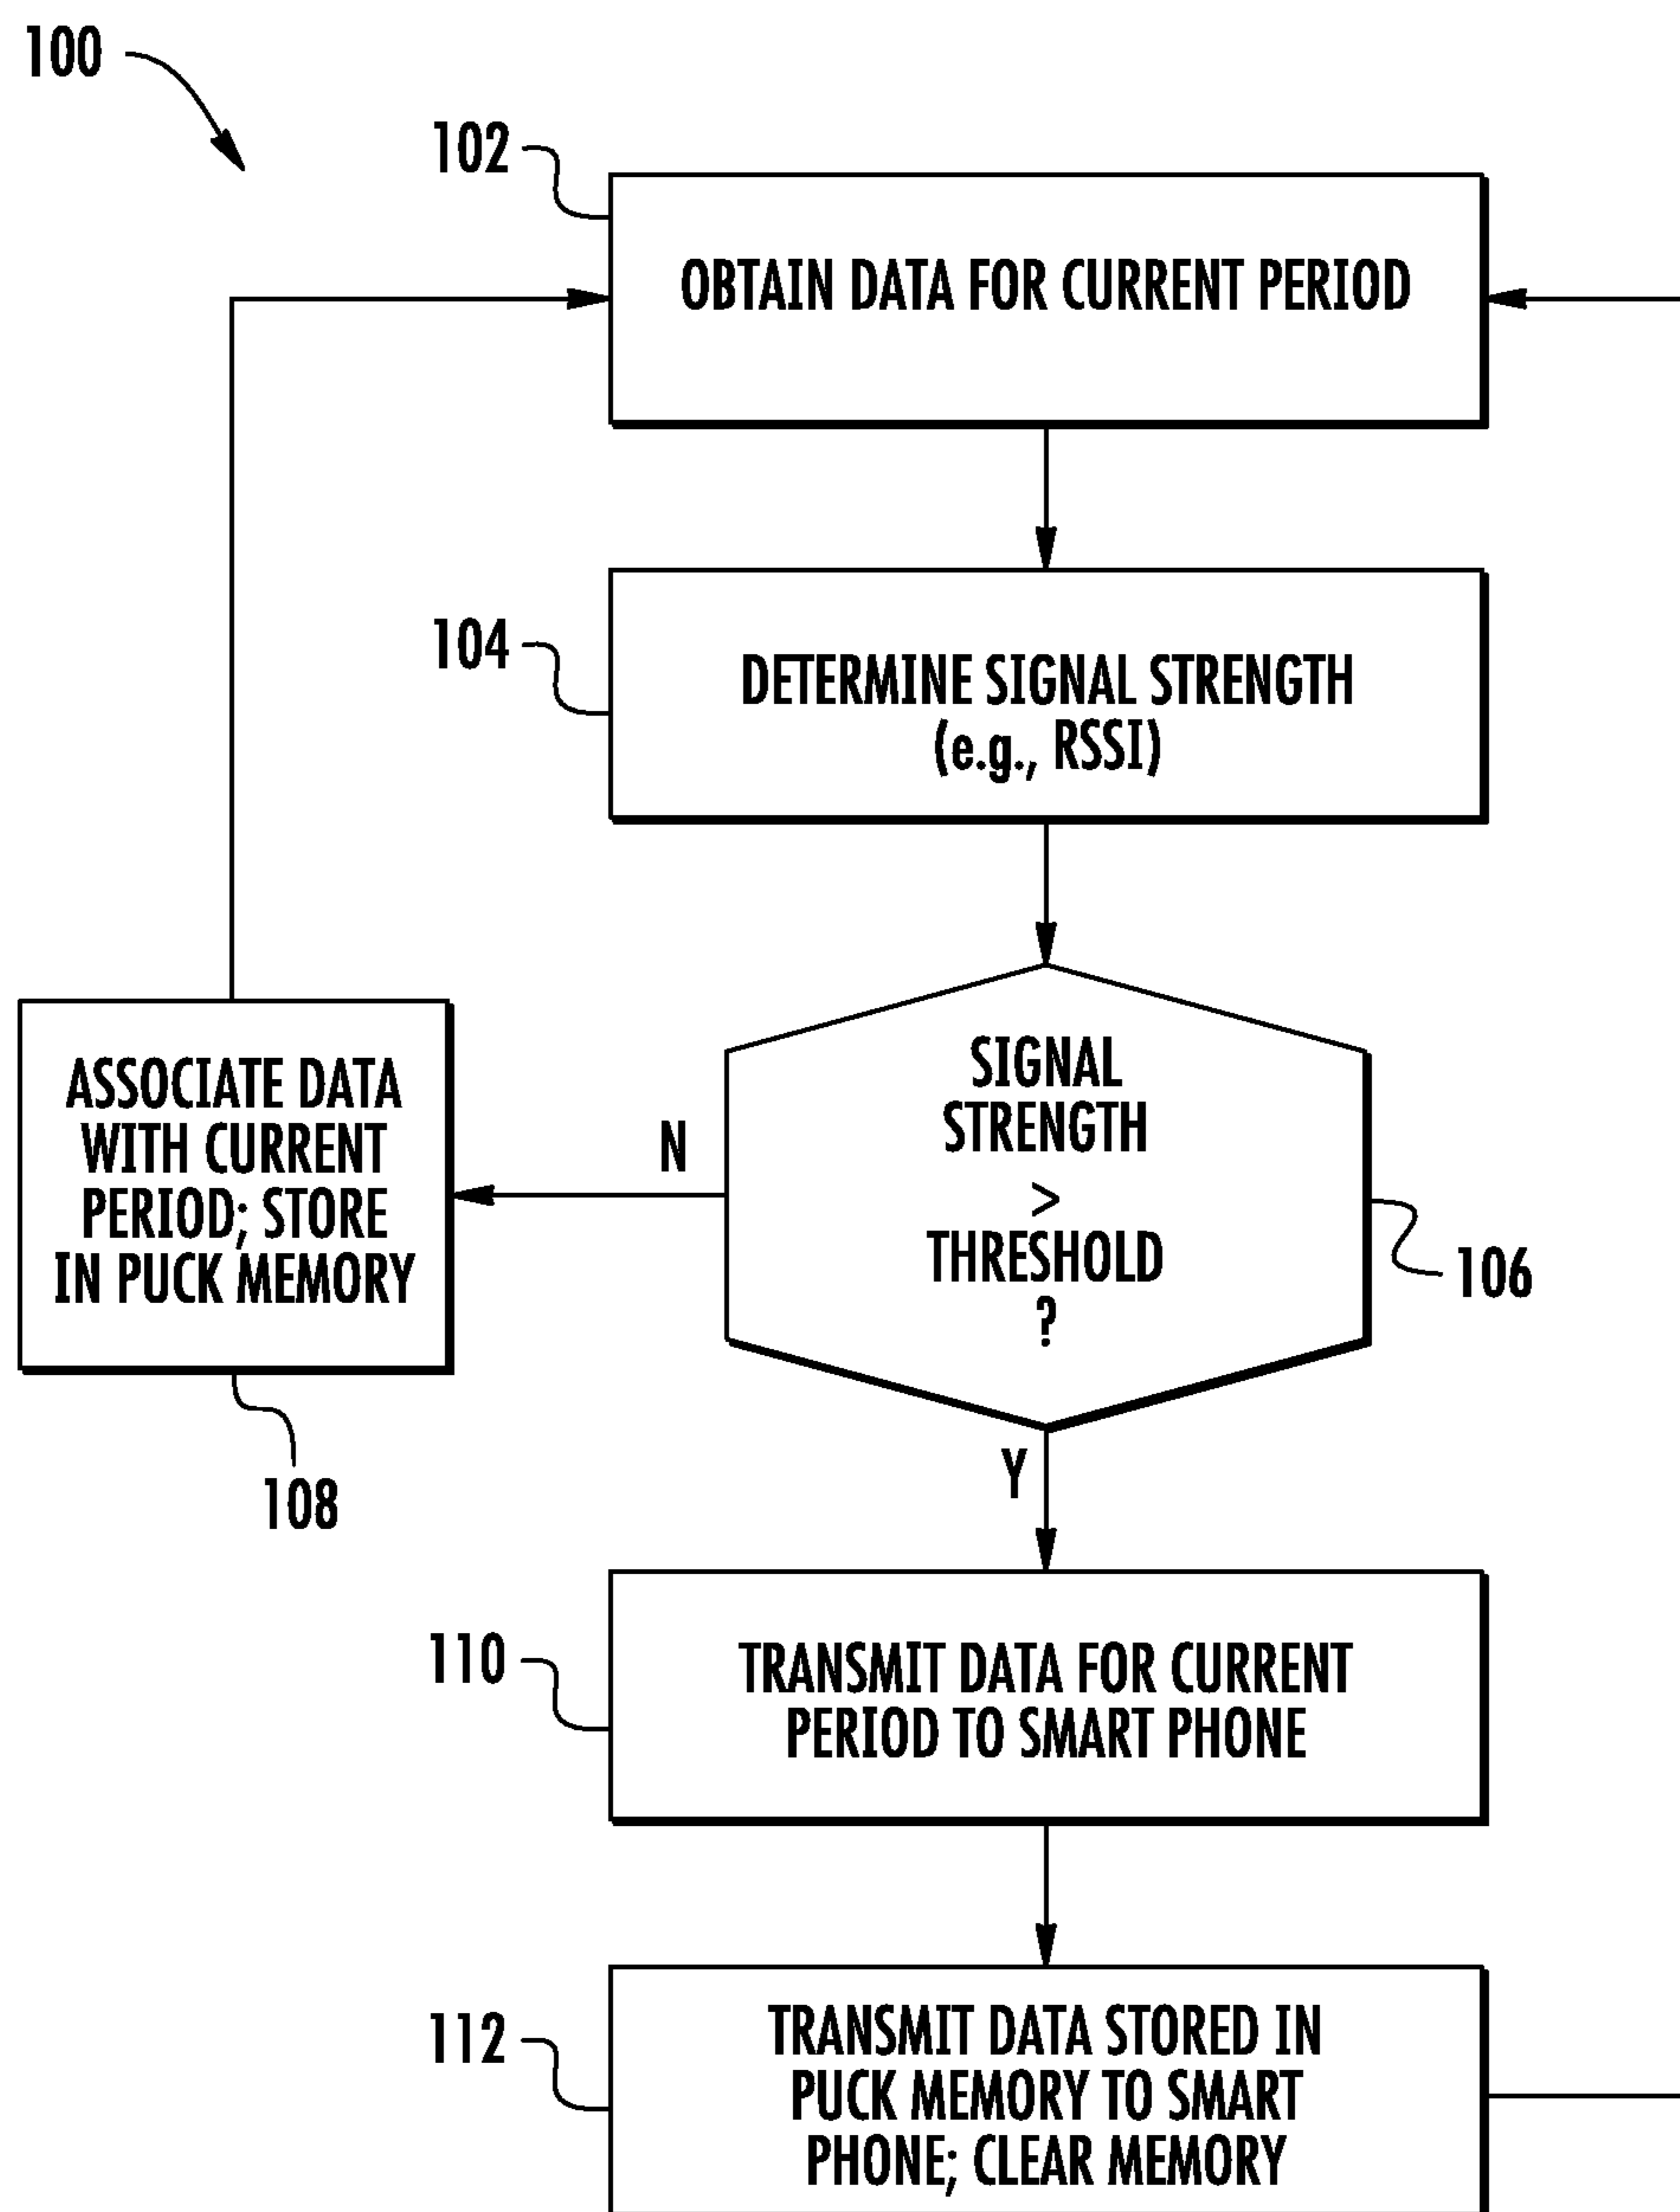 100
102
OBTAIN DATA FOR CURRENT PERIOD
104
DETERMINE SIGNAL STRENGTH
(e.g., RSSI)
SIGNAL
STRENGTH
>
THRESHOLD
?
106
N
ASSOCIATE DATA
WITH CURRENT
PERIOD; STORE
IN PUCK MEMORY
108
Y
110
TRANSMIT DATA FOR CURRENT
PERIOD TO SMART PHONE
112
TRANSMIT DATA STORED IN
PUCK MEMORY TO SMART
PHONE; CLEAR MEMORY